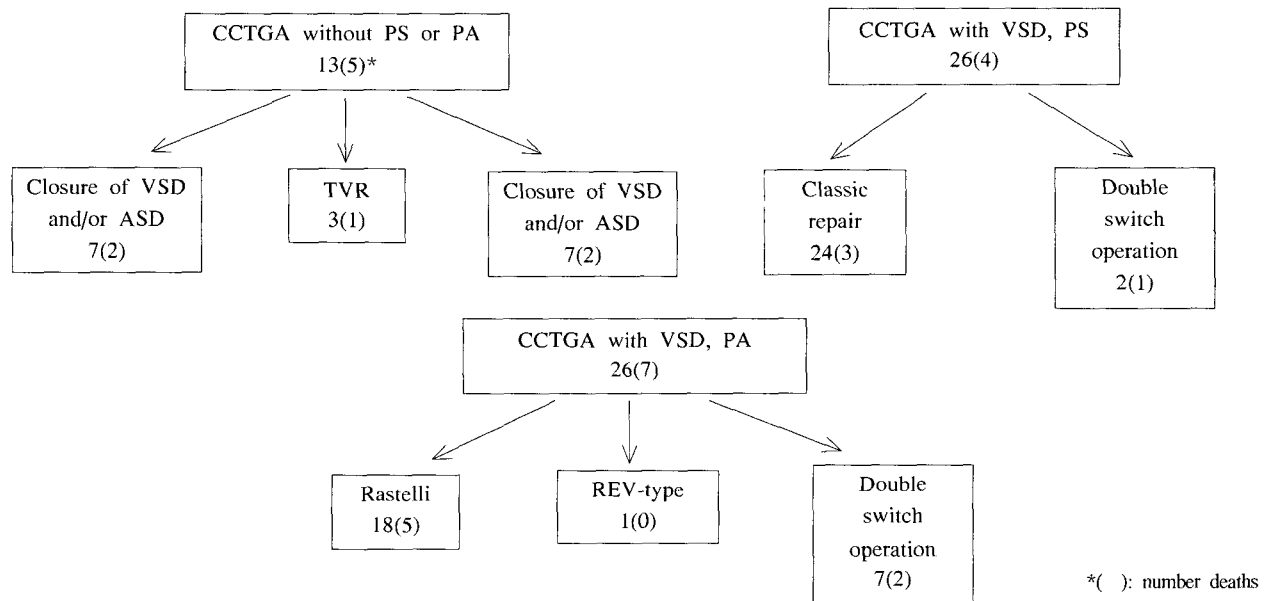 CCTGA without PS or PA
13(5)*
Closure of VSD
and/or ASD
7(2)
TVR
3(1)
Closure of VSD
and/or ASD
7(2)
CCTGA with VSD, PS
26(4)
Classic
repair
24(3)
Double
switch
operation
2(1)
CCTGA with VSD, PA
26(7)
Rastelli
18(5)
REV-type
1(0)
Double
switch
operation
7(2)
*( ): number deaths